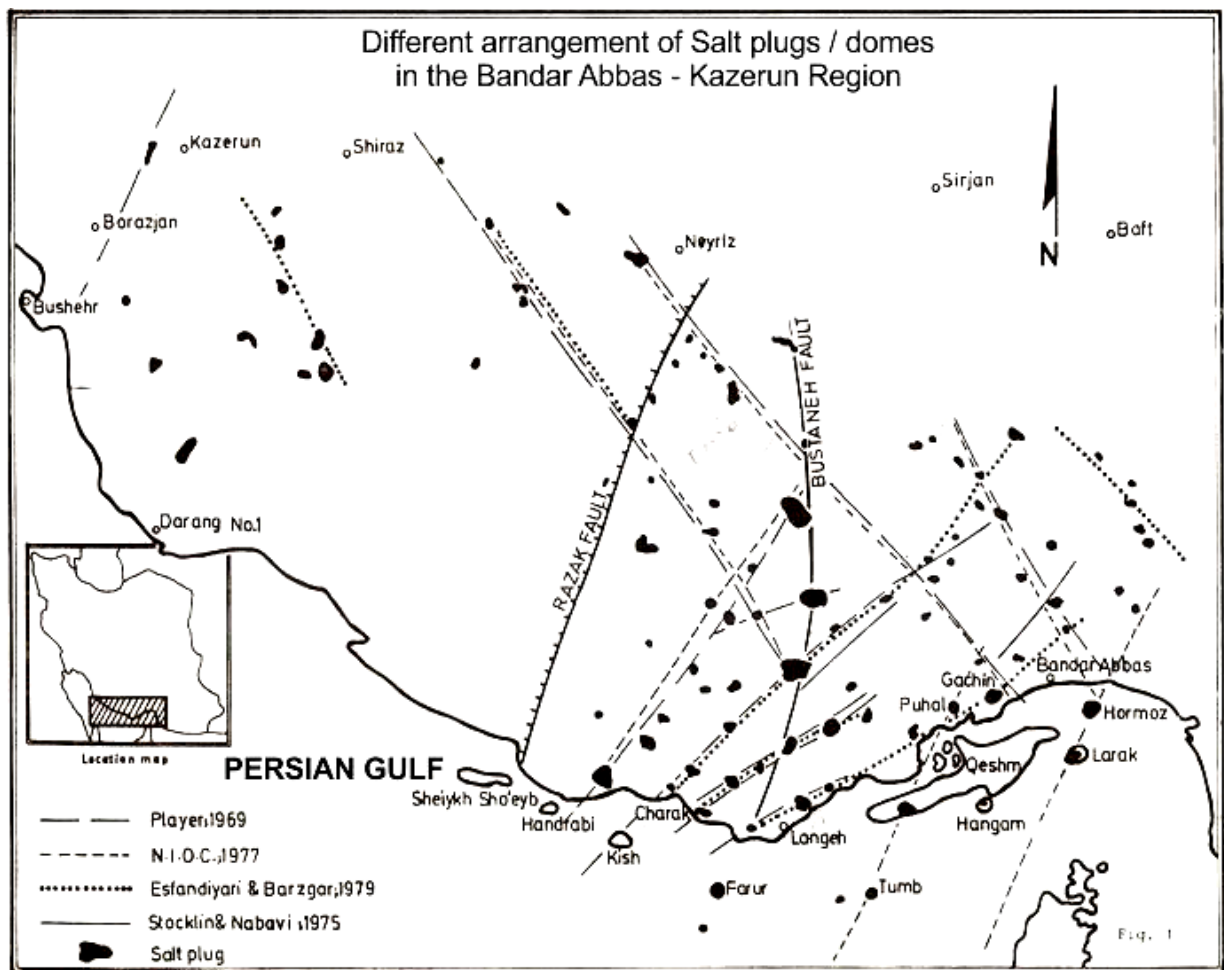 Different arrangement of Salt plugs / domes
in the Bandar Abbas - Kazerun Region
Kazerun
Shiraz
Sirjan
Borazjan
Neyriz
Baft
N
Bushehr
BUSTANEH FAULT
RAZAK FAULT
Darang No.1
Location map
PERSIAN GULF
Sheiykh Sho'eyb
Handrabi
Kish
Charak
Langeh
Puhal
Gachin
Bandar Abbas
Hormoz
Qeshm
Larak
Hangam
Farur
Tumb
Player,1969
N.I.O.C.,1977
Esfandiyari & Barzgar,1979
Stocklin & Nabavi ,1975
Salt plug
Fig. 1